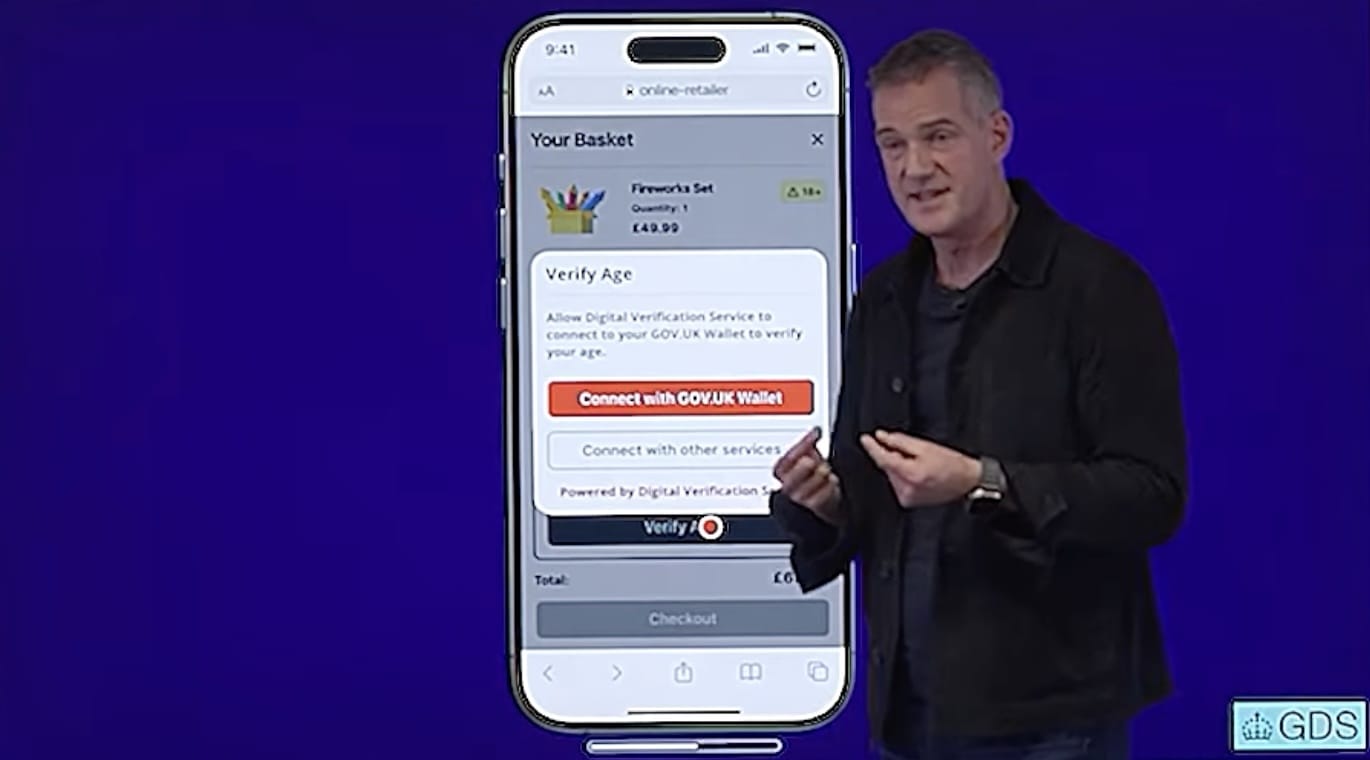 9:41
AA online-retailer
Your Basket
Fireworks Set
18+
Quantity: 1
£49.99
Verify Age
Allow Digital Verification Service to
connect to your GOV.UK Wallet to verify
your age.
Connect with GOV.UK Wallet
Connect with other services
Powered by Digital Verification
Verify
Total:
Checkout
GDS